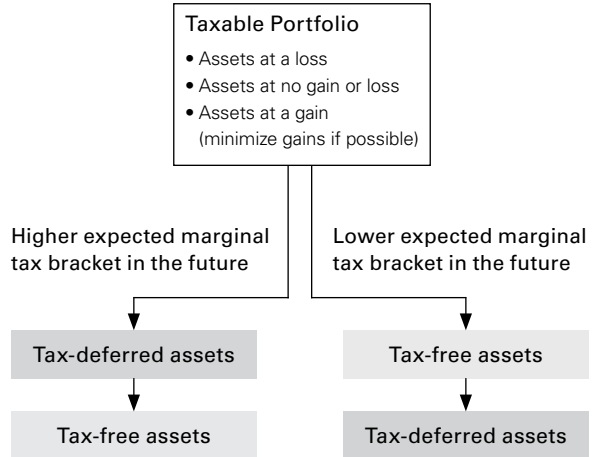 Taxable Portfolio
• Assets at a loss
• Assets at no gain or loss
• Assets at a gain
(minimize gains if possible)
Higher expected marginal
tax bracket in the future
Lower expected marginal
tax bracket in the future
Tax-deferred assets
Tax-free assets
Tax-free assets
Tax-deferred assets